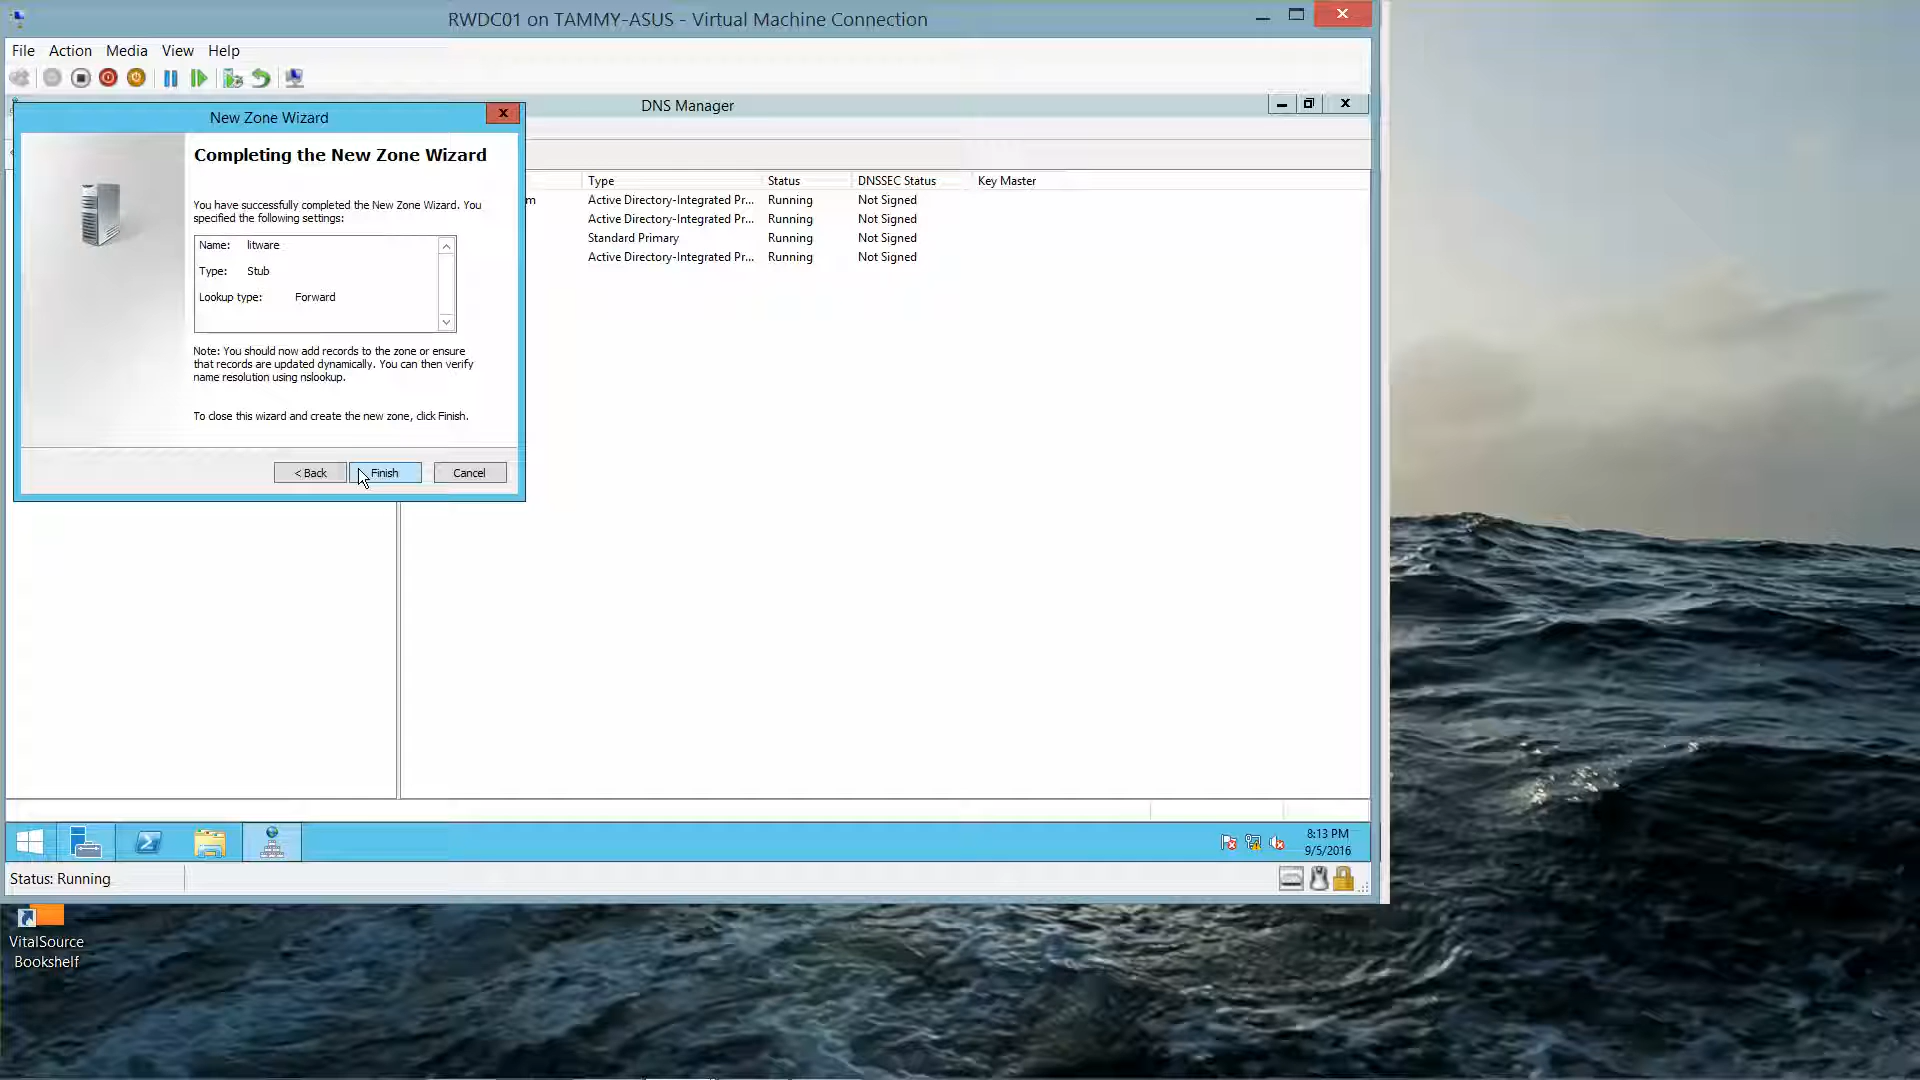 RWDC01 on TAMMY-ASUS - Virtual Machine Connection
File Action Media View Help
DNS Manager
New Zone Wizard
Completing the New Zone Wizard
You have successfully completed the New Zone Wizard. You
specified the following settings:
Name: litware
Type: Stub
Lookup type: Forward
Note: You should now add records to the zone or ensure
that records are updated dynamically. You can then verify
name resolution using nslookup.
To close this wizard and create the new zone, click Finish.
< Back Finish Cancel
Type Status DNSSEC Status Key Master
m Active Directory-Integrated Pr... Running Not Signed
Active Directory-Integrated Pr... Running Not Signed
Standard Primary Running Not Signed
Active Directory-Integrated Pr... Running Not Signed
8:13 PM
9/5/2016
Status: Running
VitalSource
Bookshelf